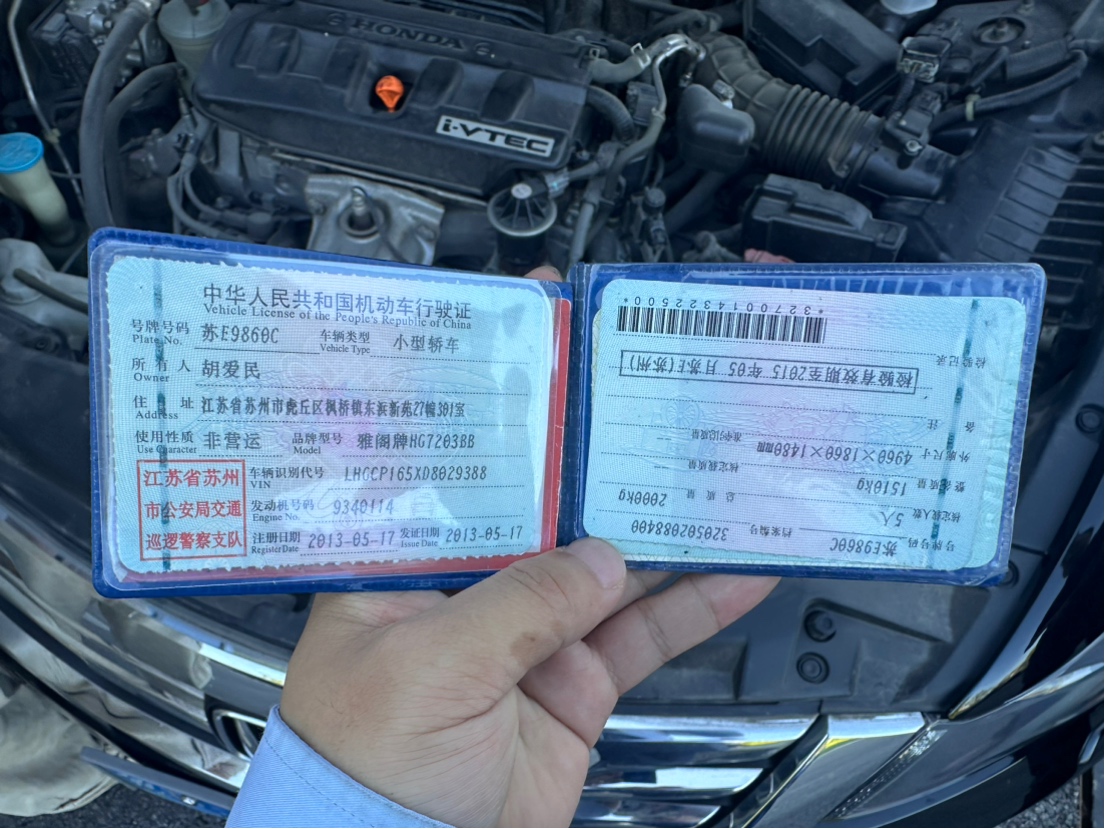 HONDA
i-VTEC
中华人民共和国机动车行驶证
Vehicle License of the People's Republic of China
号牌号码 苏E9860C 车辆类型 小型轿车
Plate No. Vehicle Type
所有人 胡爱民
Owner
住址 江苏省苏州市虎丘区枫桥镇东浜新苑27幢301室
Address
使用性质 非营运 品牌型号 雅阁牌HG7203BB
Use Character Model
江苏省苏州
市公安局交通
巡逻警察支队
车辆识别代号 LHGCP165XD8029388
VIN
发动机号码 9340114
Engine No.
注册日期 2013-05-17 发证日期 2013-05-17
Register Date Issue Date
号牌号码 苏E9860C 档案编号 320502088400
核定载人数 5人 总质量 2000kg
整备质量 1510kg 核定载质量
外廓尺寸 4960×1860×1480mm 准牵引总质量
备注
检验有效期至2015年05月苏E(苏州)
检验记录
*3270014322500*